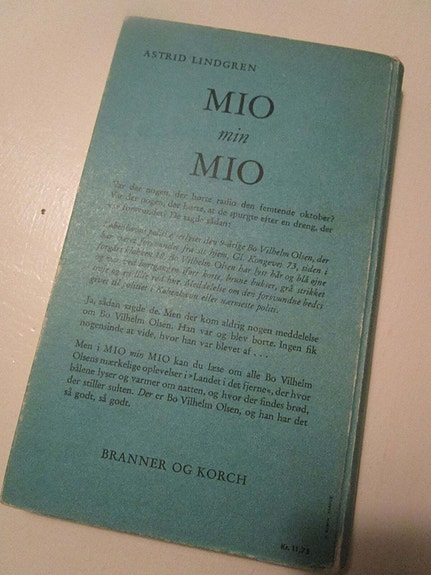 ASTRID LINDGREN
MIO
min
MIO
Var der nogen, der hørte radio den femtende oktober?
Var der nogen, der hørte, at de spurgte efter en dreng, der
var forsvundet? De sagde sådan:
politi efterlyser den 9-årige Bo Vilhelm Olsen, der
har været forsvundet fra sit hjem, Gl. Kongevej 73, siden i
forgårs klokken 18. Bo Vilhelm Olsen har lyst hår og blå øjne
og var ved bortgangen iført korte, brune bukser, grå strikket
trøje og en lille rød hue. Meddelelse om den forsvundne bedes
givet til politiet i København eller nærmeste politi.
Ja, sådan sagde de. Men der kom aldrig nogen meddelelse
om Bo Vilhelm Olsen. Han var og blev borte. Ingen fik
nogensinde at vide, hvor han var blevet af . . . .
Men i MIO min MIO kan du læse om alle Bo Vilhelm
Olsens mærkelige oplevelser i »Landet i det fjerne«, der hvor
bålene lyser og varmer om natten, og hvor der findes brød,
der stiller sulten. Der er Bo Vilhelm Olsen, og han har det
så godt, så godt.
BRANNER OG KORCH
Kr. 11,75